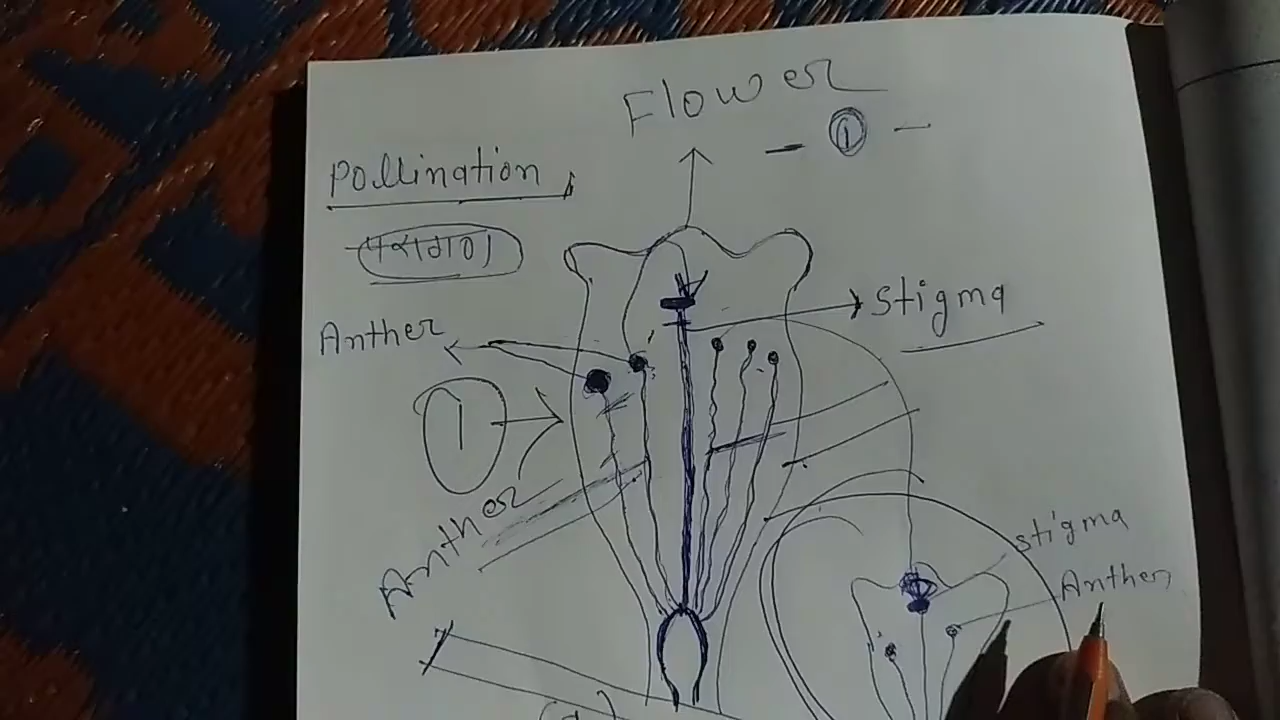 Flower
- ① -
Pollination
परागण
Anther
Stigma
1
Anther
Stigma
Anther